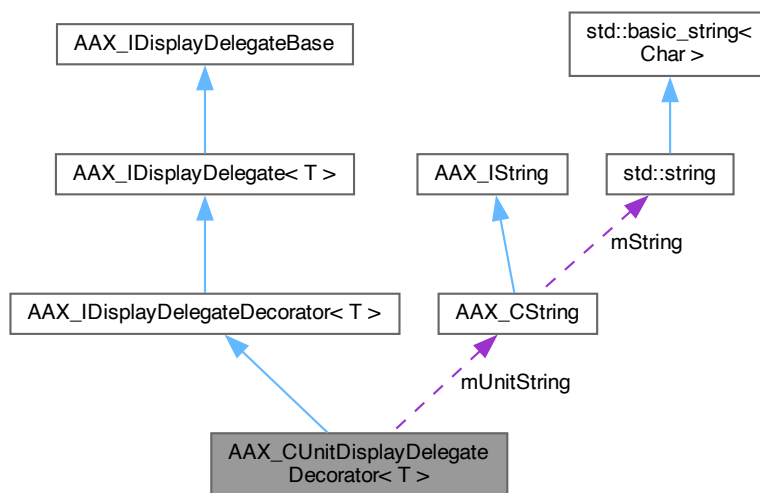 std::basic_string<
Char >
AAX_IDisplayDelegateBase
AAX_IDisplayDelegate< T >
AAX_IString
std::string
mString
AAX_IDisplayDelegateDecorator< T >
AAX_CString
mUnitString
AAX_CUnitDisplayDelegate
Decorator< T >